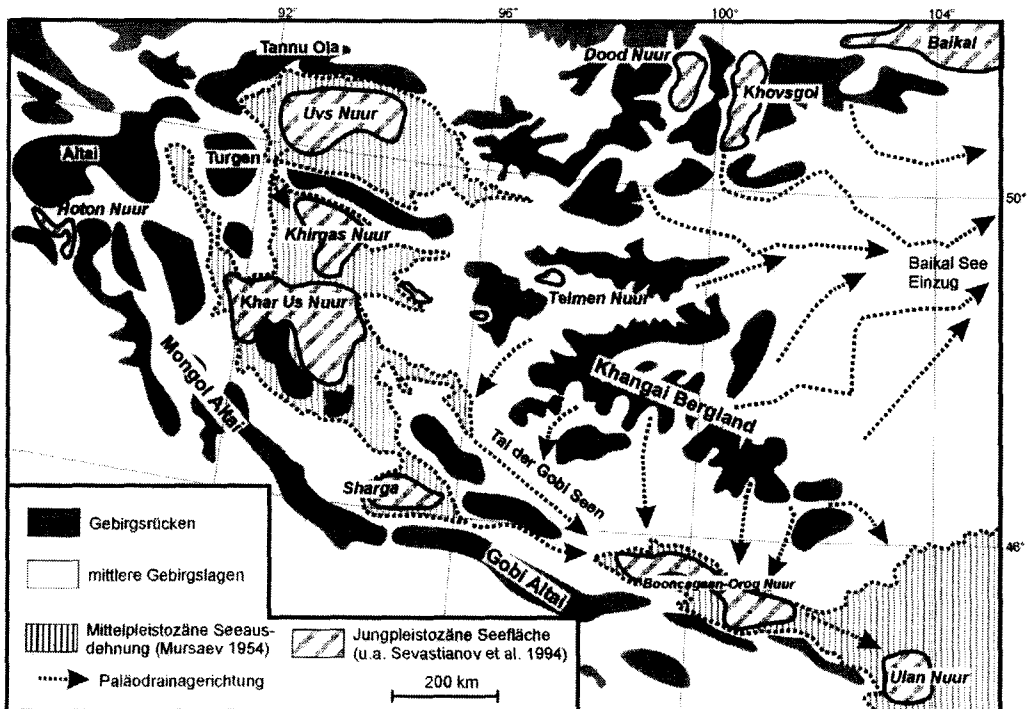 92°
96°
100°
104°
Tannu Ola
Dood Nuur
Baikal
Khovsgol
Uvs Nuur
Altai
Turgen
50°
Hoton Nuur
Khirgas Nuur
Baikal See
Einzug
Telmen Nuur
Khar Us Nuur
Mongol Altai
Khangai Bergland
Tal der Gobi Seen
Sharga
46°
Gobi Altai
Booncagaan-Orog Nuur
Ulan Nuur
Gebirgsrücken
mittlere Gebirgslagen
Mittelpleistozäne Seeaus-
dehnung (Mursaev 1954)
Jungpleistozäne Seefläche
(u.a. Sevastianov et al. 1994)
Paläodrainagerichtung
200 km